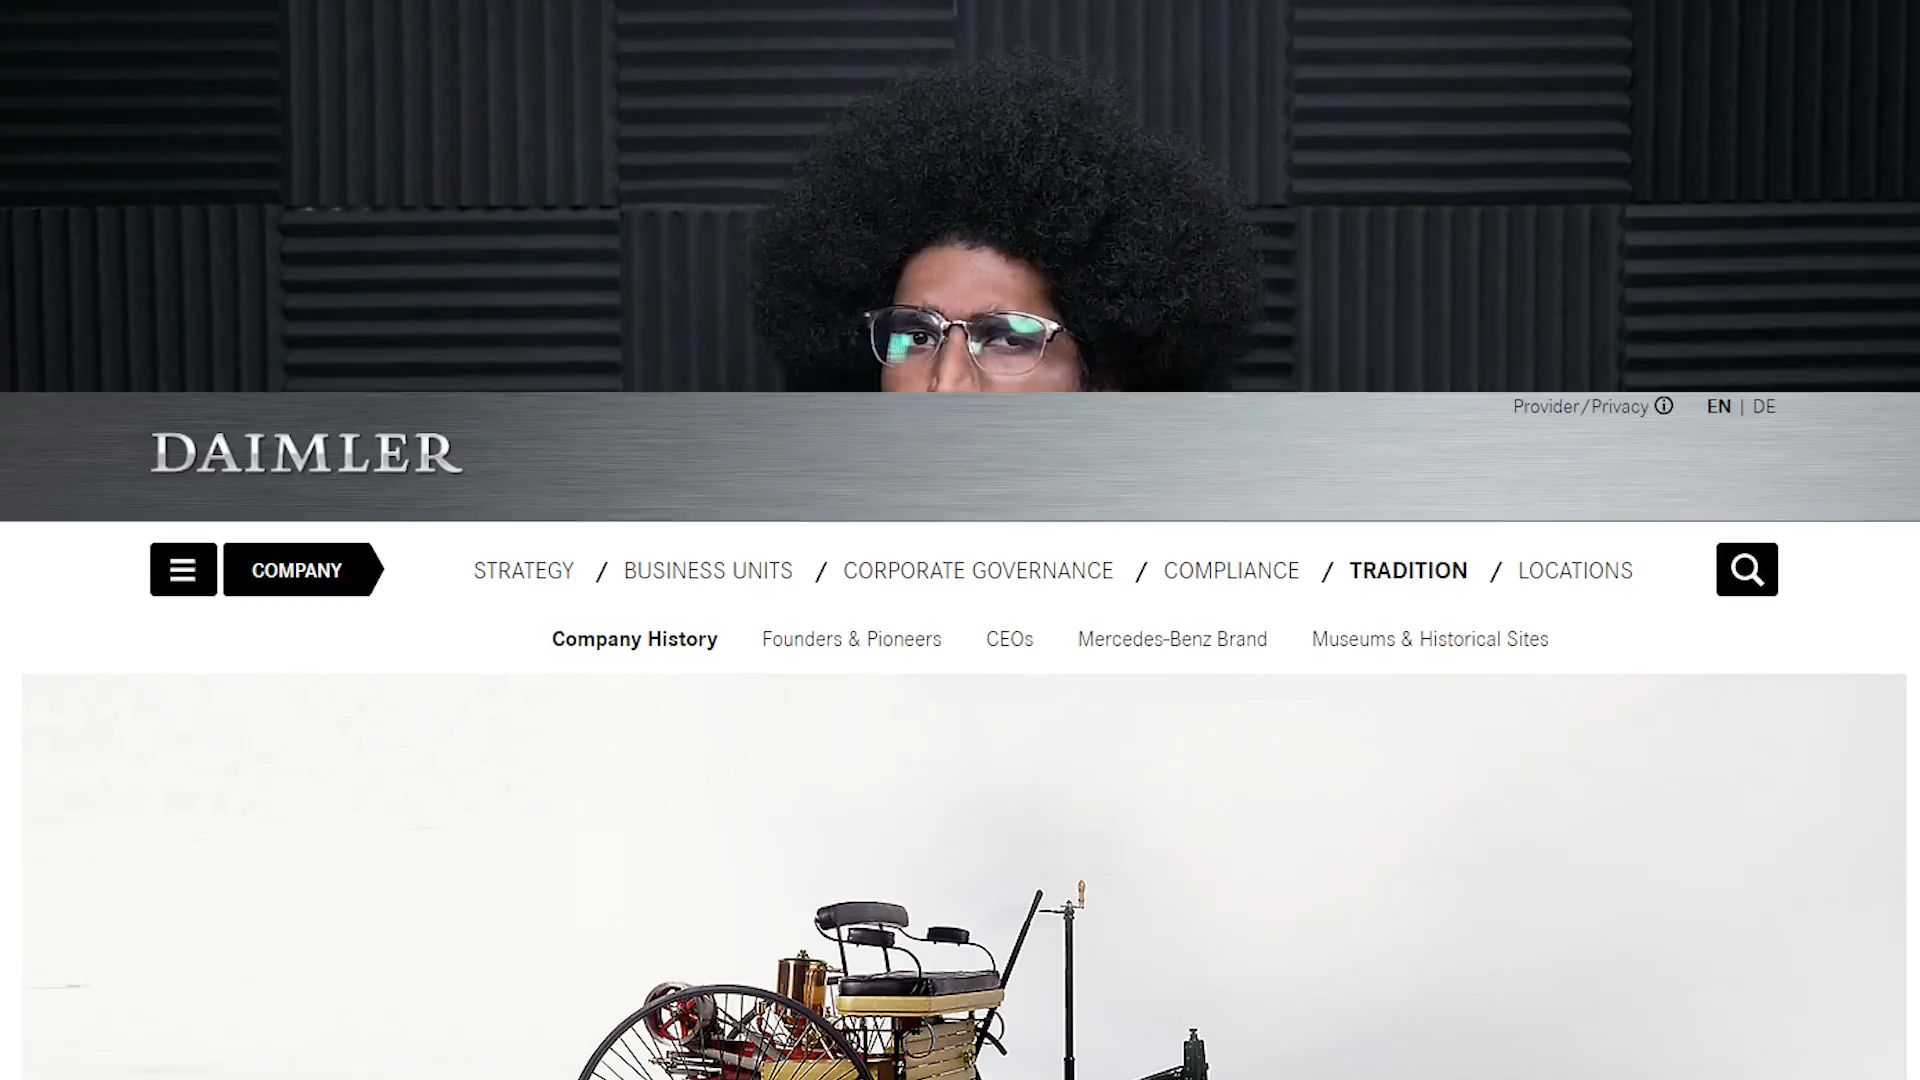 Provider/Privacy EN | DE
DAIMLER
COMPANY STRATEGY / BUSINESS UNITS / CORPORATE GOVERNANCE / COMPLIANCE / TRADITION / LOCATIONS
Company History Founders & Pioneers CEOs Mercedes-Benz Brand Museums & Historical Sites